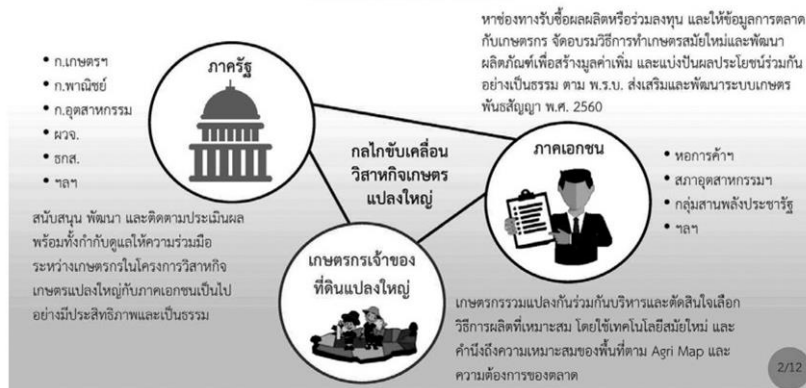 หาช่องทางรับซื้อผลผลิตหรือร่วมลงทุน และให้ข้อมูลการตลาด
กับเกษตรกร จัดอบรมวิธีการทำเกษตรสมัยใหม่และพัฒนา
ผลิตภัณฑ์เพื่อสร้างมูลค่าเพิ่ม และแบ่งปันผลประโยชน์ร่วมกัน
อย่างเป็นธรรม ตาม พ.ร.บ. ส่งเสริมและพัฒนาระบบเกษตร
พันธสัญญา พ.ศ. 2560
• ก.เกษตรฯ
• ก.พาณิชย์
• ก.อุตสาหกรรม
• ผวจ.
• ธกส.
• ฯลฯ
ภาครัฐ
กลไกขับเคลื่อน
วิสาหกิจเกษตร
แปลงใหญ่
ภาคเอกชน
• หอการค้าฯ
• สภาอุตสาหกรรมฯ
• กลุ่มสานพลังประชารัฐ
• ฯลฯ
สนับสนุน พัฒนา และติดตามประเมินผล
พร้อมทั้งกำกับดูแลให้ความร่วมมือ
ระหว่างเกษตรกรในโครงการวิสาหกิจ
เกษตรแปลงใหญ่กับภาคเอกชนเป็นไป
อย่างมีประสิทธิภาพและเป็นธรรม
เกษตรกรเจ้าของ
ที่ดินแปลงใหญ่
เกษตรกรรวมแปลงกันร่วมกันบริหารและตัดสินใจเลือก
วิธีการผลิตที่เหมาะสม โดยใช้เทคโนโลยีสมัยใหม่ และ
คำนึงถึงความเหมาะสมของพื้นที่ตาม Agri Map และ
ความต้องการของตลาด
2/12